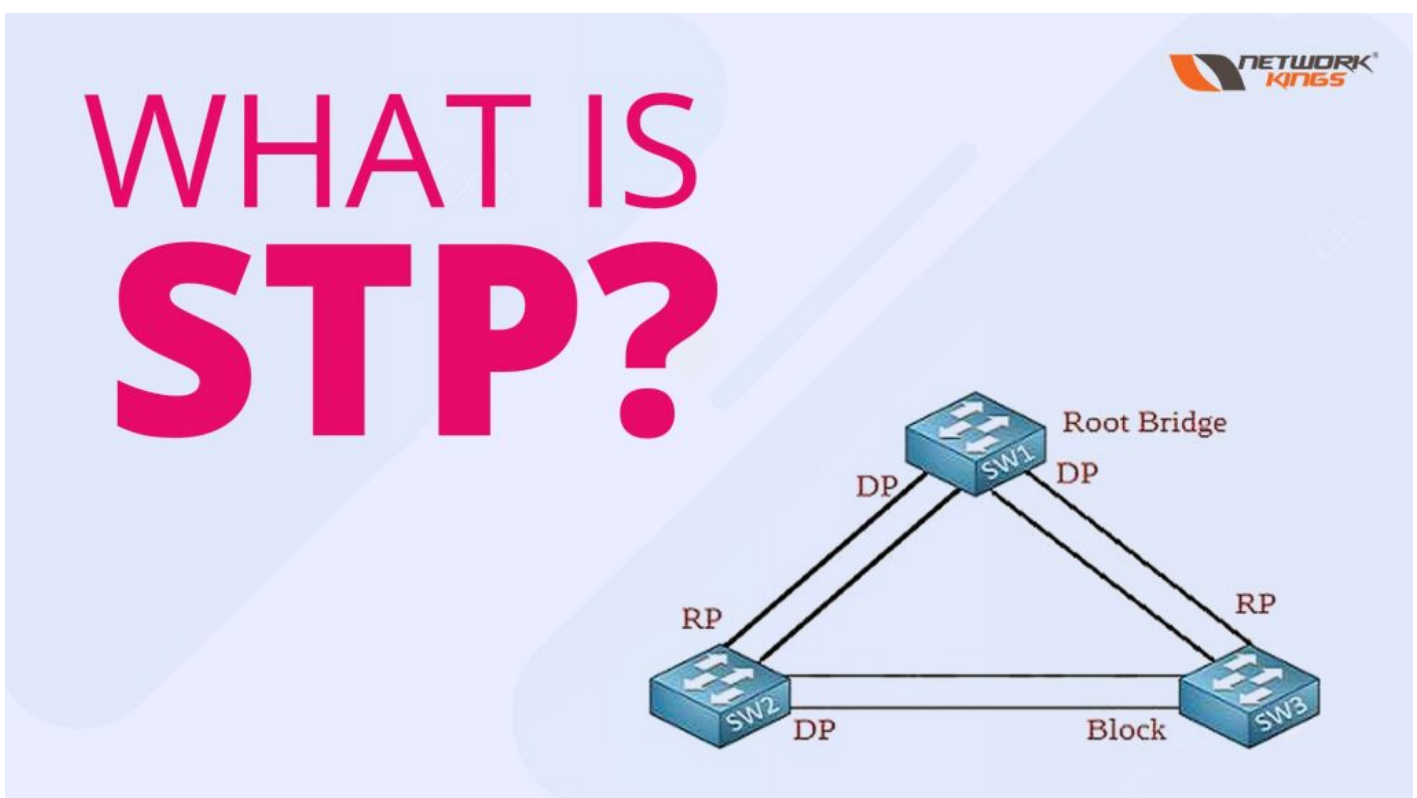 NETWORK®
KINGS
WHAT IS
STP?
Root Bridge
SW1
DP
DP
RP
RP
SW2
SW3
DP
Block